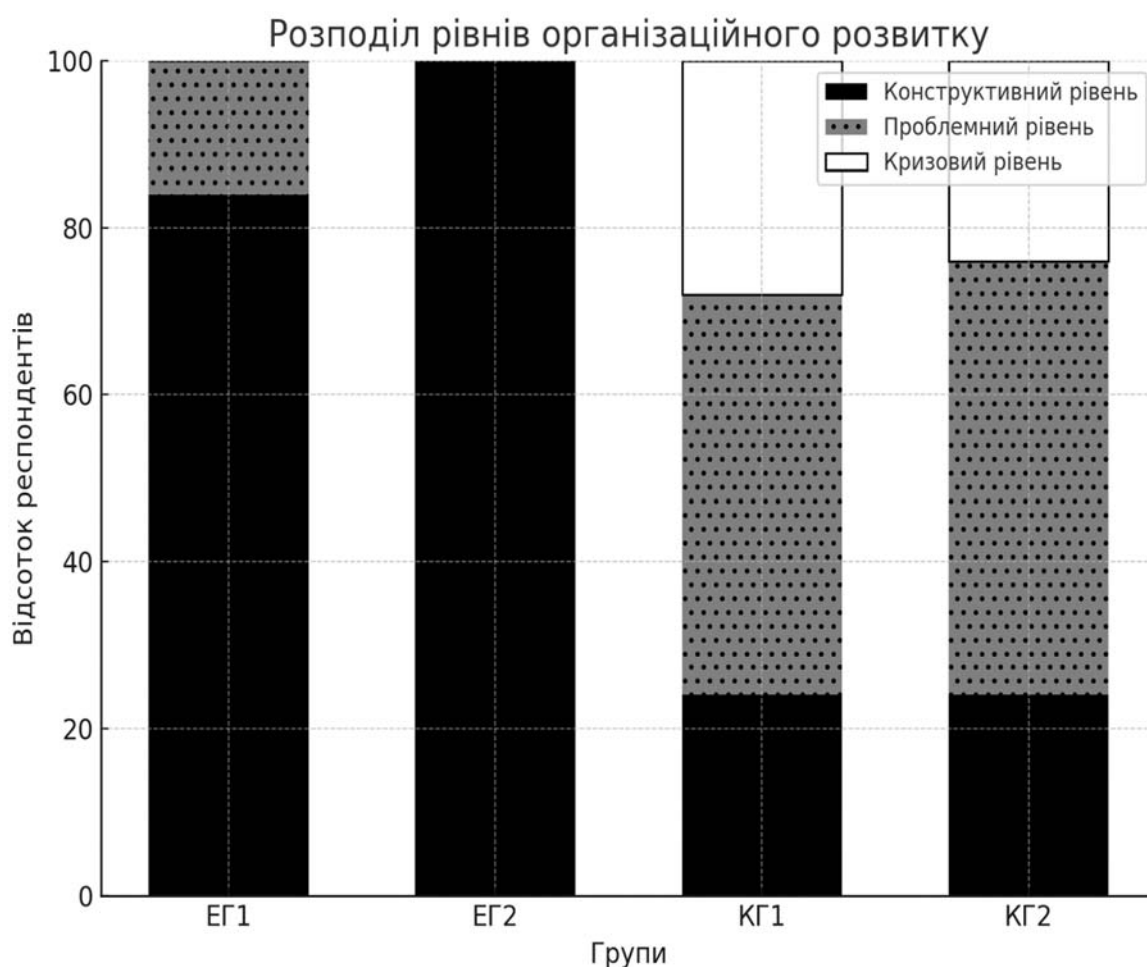 Розподіл рівнів організаційного розвитку
Конструктивний рівень
Проблемний рівень
Кризовий рівень
Відсоток респондентів
100
80
60
40
20
0
ЕГ1
ЕГ2
КГ1
КГ2
Групи